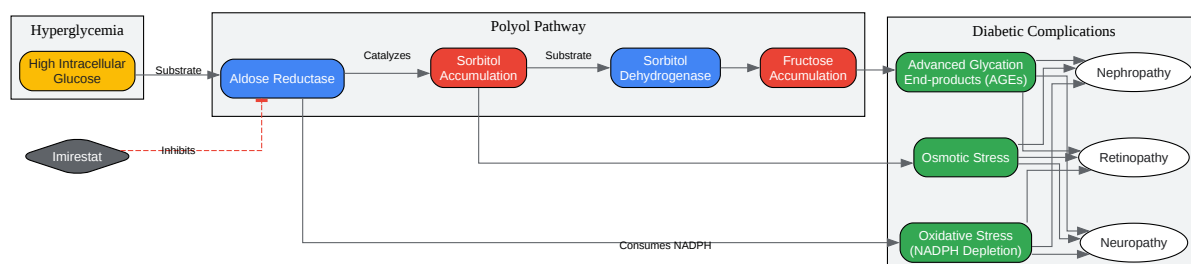 Hyperglycemia
High Intracellular
Glucose
Substrate
Polyol Pathway
Aldose Reductase
Catalyzes
Sorbitol
Accumulation
Substrate
Sorbitol
Dehydrogenase
Fructose
Accumulation
Diabetic Complications
Advanced Glycation
End-products (AGEs)
Nephropathy
Imirestat
Inhibits
Osmotic Stress
Retinopathy
Consumes NADPH
Oxidative Stress
(NADPH Depletion)
Neuropathy